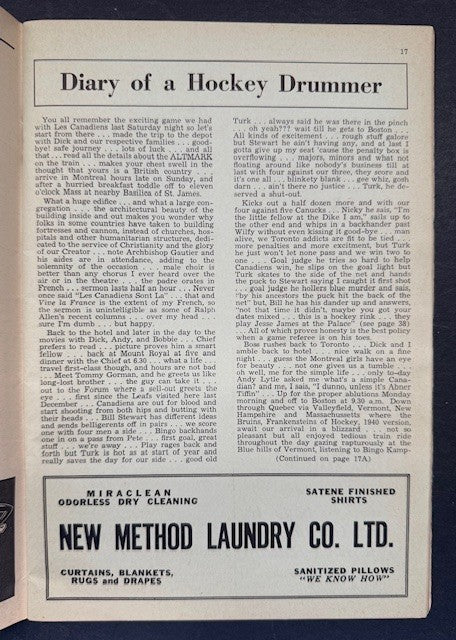 17
Diary of a Hockey Drummer
You all remember the exciting game we had
with Les Canadiens last Saturday night so let's
start from there . . . made the trip to the depot
with Dick and our respective families . . . good-
bye! safe journey . . . lots of luck . . . and all
that . . . read all the details about the ALTMARK
on the train . . . makes your chest swell in the
thought that yours is a British country . . .
arrive in Montreal hours late on Sunday, and
after a hurried breakfast toddle off to eleven
o'clock Mass at nearby Basilica of St. James.
What a huge edifice . . . and what a large con-
gregation . . . the architectural beauty of the
building inside and out makes you wonder why
folks in some countries have taken to building
fortresses and cannon, instead of churches, hos-
pitals and other humanitarian structures, dedi-
cated to the service of Christianity and the glory
of our Creator . . . note Archbishop Gautier and
his aides are in attendance, adding to the
solemnity of the occasion . . . male choir is
better than any chorus I ever heard over the
air or in the theatre . . . the padre orates in
French . . . sermon last half an hour . . . Never
once said "Les Canadiens Sont La" . . . that and
Vive la France is the extent of my French, so
the sermon is unintelligible as some of Ralph
Allen's recent columns . . . over my head . . .
sure I'm dumb . . . but happy.
Back to the hotel and later in the day to the
movies with Dick, Andy, and Bobbie . . . Chief
prefers to read . . . picture proves him a smart
fellow . . . back at Mount Royal at five and
dinner with the Chief at 6.30 . . . what a life . . .
travel first-class though, and hours are not bad
Meet Tommy Gorman, and he greets us like
long-lost brother . . . the guy can take it . . .
out to the Forum where a sell-out greets the
eye . . . first since the Leafs visited here last
December . . . Canadiens are out for blood and
start shooting from both hips and butting with
their heads . . . Bill Stewart has different ideas
and sends belligerents off in pairs . . . we score
one with four men a side . . . Bingo backhands
one in on a pass from Pete . . . first goal, great
stuff . . . we're away . . . Play rages back and
forth but Turk is hot as at start of year and
really saves the day for our side . . . good old
Turk . . . always said he was there in the pinch
. . . oh yeah??? wait till he gets to Boston . . .
All kinds of excitement . . . rough stuff galore
but Stewart he ain't having any, and at last I
gotta give up my seat 'cause the penalty box is
overflowing . . . majors, minors and what not
floating around like nobody's business till at
last with four against our three, they score and
it's one all . . . blinkety blank . . . gee whiz, gosh
darn . . . ain't there no justice . . . Turk, he de-
served a shut-out.
Kicks out a half dozen more and with our
four against five Canucks . . . Nicky he says, "I'm
the little fellow at the Dike I am," sails up to
the other end and whips in a backhander past
Wilfy without even kissing it good-bye . . . man
alive, we Toronto addicts are fit to be tied . . .
more penalties and more excitment, but Turk
he just won't let none pass and we win two to
one . . . Goal judge he tries so hard to help
Canadiens win, he slips on the goal light but
Turk skates to the side of the net and hands
the puck to Stewart saying I caught it first shot
. . . goal judge he hollers blue murder and says,
"by his ancestors the puck hit the back of the
net" but, Bill he has his dander up and answers,
"not that time it didn't, maybe you got your
dates mixed . . . this is a hockey rink . . . they
play Jesse James at the Palace" (see page 38)
. . . All of which proves honesty is the best policy
when a game referee is on his toes.
Boss rushes back to Toronto . . . Dick and I
amble back to hotel . . . nice walk on a fine
night . . . guess the Montreal girls have an eye
for beauty . . . not one gives us a tumble . . .
oh well, me for the simple life . . . only to-day
Andy Lytle asked me what's a simple Cana-
dian? and me, I said, "I dunno, unless it's Abner
Tiffin" . . . Up for the proper ablutions Monday
morning and off to Boston at 9.30 a.m. Down
through Quebec via Valleyfield, Vermont, New
Hampshire and Massachusetts where the
Bruins, Frankensteins of Hockey, 1940 version,
await our arrival in a blizzard . . . not so
pleasant but all enjoyed tedious train ride
throughout the day gazing rapturously at the
Blue hills of Vermont, listening to Bingo Kamp-
(Continued on page 17A)
MIRACLEAN
ODORLESS DRY CLEANING
SATENE FINISHED
SHIRTS
NEW METHOD LAUNDRY CO. LTD.
CURTAINS, BLANKETS,
RUGS and DRAPES
SANITIZED PILLOWS
"WE KNOW HOW"